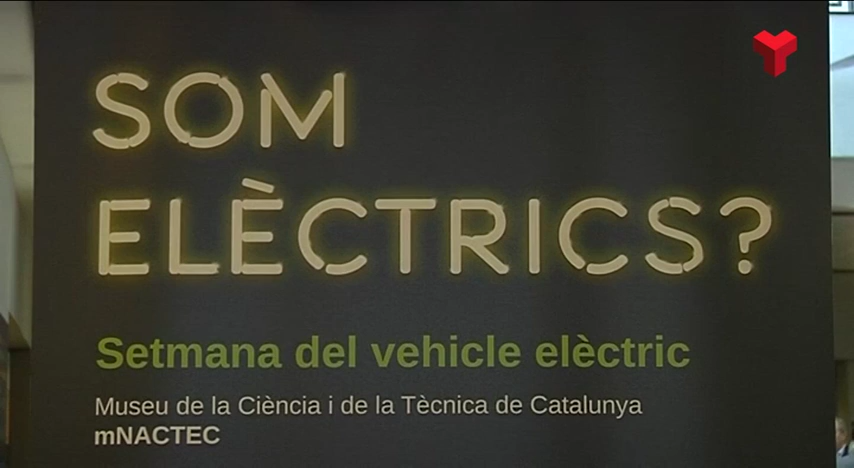 SOM
ELÈCTRICS?
Setmana del vehicle elèctric
Museu de la Ciència i de la Tècnica de Catalunya
mNACTEC